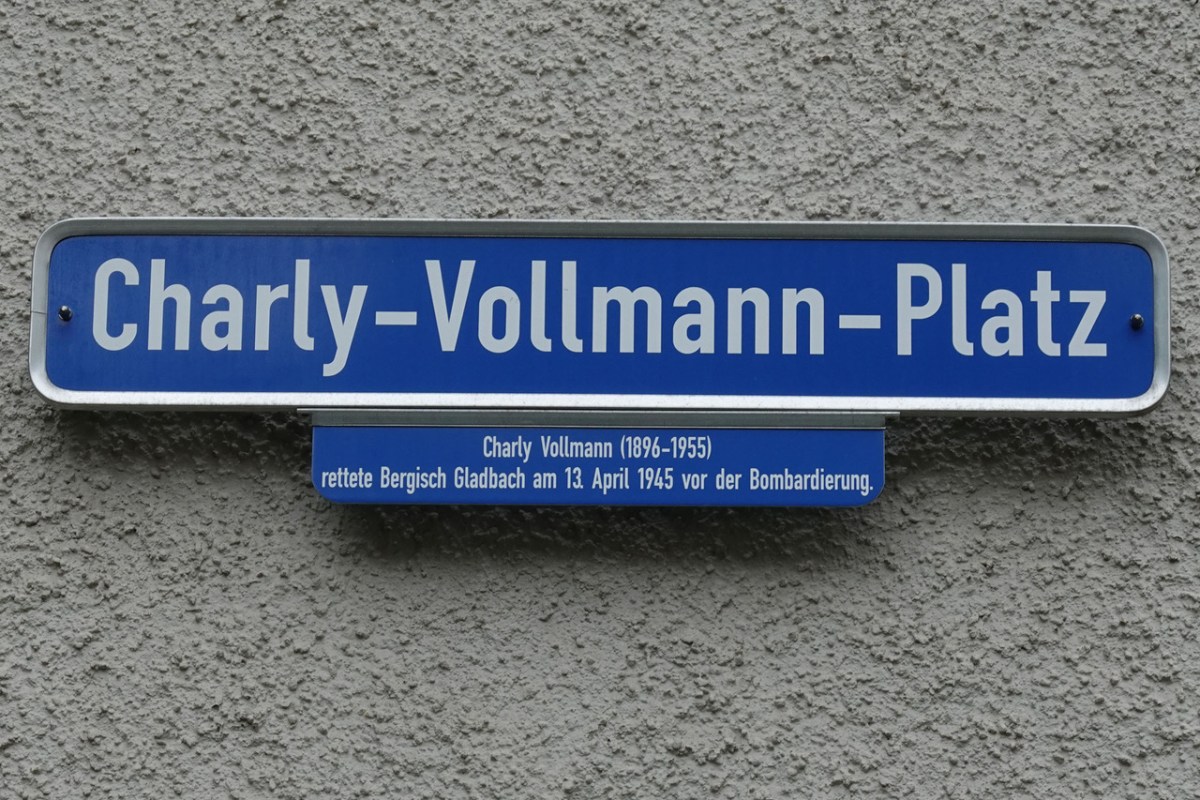 Charly-Vollmann-Platz
Charly Vollmann (1896-1955)
rettete Bergisch Gladbach am 13. April 1945 vor der Bombardierung.